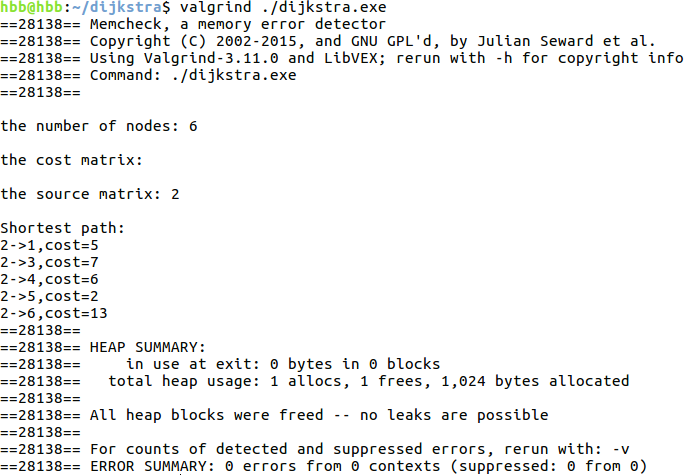 hbb@hbb:~/dijkstra$ valgrind ./dijkstra.exe
==28138== Memcheck, a memory error detector
==28138== Copyright (C) 2002-2015, and GNU GPL'd, by Julian Seward et al.
==28138== Using Valgrind-3.11.0 and LibVEX; rerun with -h for copyright info
==28138== Command: ./dijkstra.exe
==28138==
the number of nodes: 6
the cost matrix:
the source matrix: 2
Shortest path:
2->1,cost=5
2->3,cost=7
2->4,cost=6
2->5,cost=2
2->6,cost=13
==28138==
==28138== HEAP SUMMARY:
==28138==     in use at exit: 0 bytes in 0 blocks
==28138==   total heap usage: 1 allocs, 1 frees, 1,024 bytes allocated
==28138==
==28138== All heap blocks were freed -- no leaks are possible
==28138==
==28138== For counts of detected and suppressed errors, rerun with: -v
==28138== ERROR SUMMARY: 0 errors from 0 contexts (suppressed: 0 from 0)